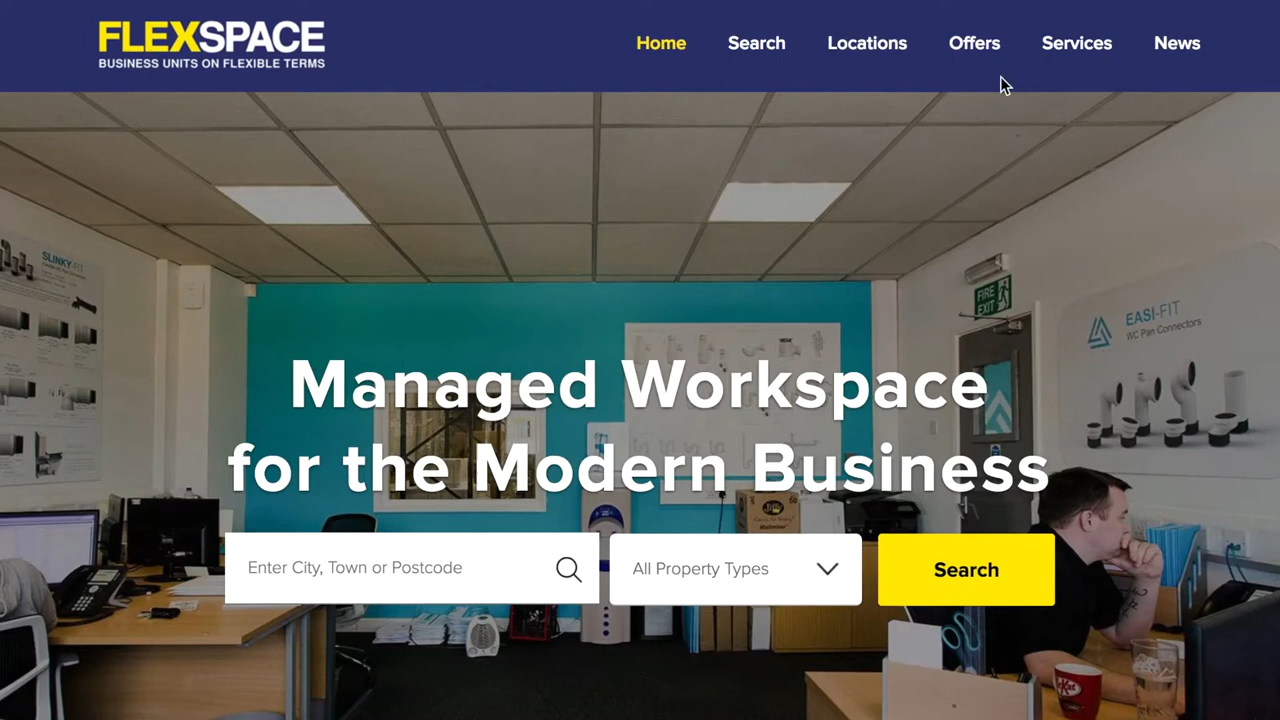 FLEXSPACE
BUSINESS UNITS ON FLEXIBLE TERMS
Home
Search
Locations
Offers
Services
News
SLINKY-FIT
FIRE
EXIT
EASI-FIT
WC Pan Connectors
Managed Workspace
for the Modern Business
Enter City, Town or Postcode
All Property Types
Search